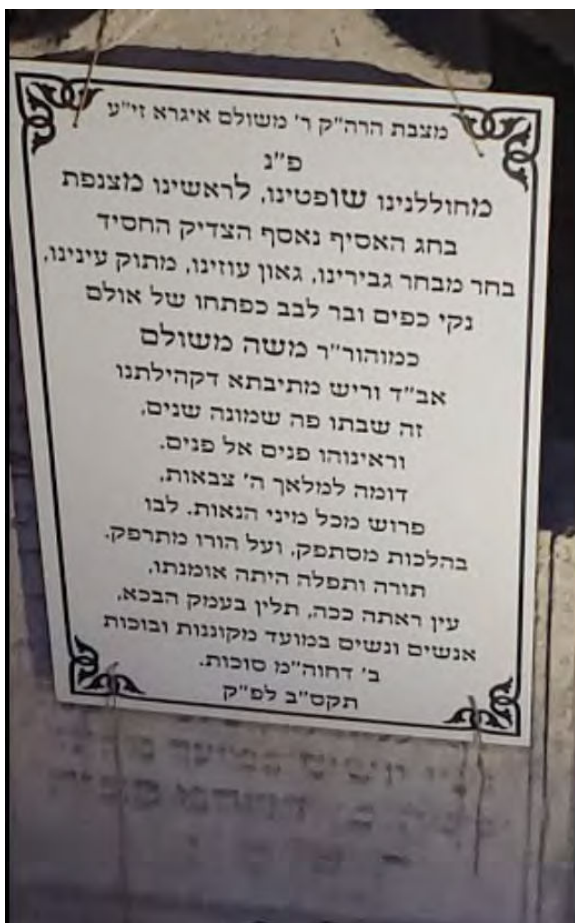 מצבת הרה"ק ר' משולם איגרא זי"ע
פ"נ
מחוללנינו שופטינו, לראשינו מצנפת
בחג האסיף נאסף הצדיק החסיד
בחר מבחר גבירינו, גאון עוזינו, מתוק עינינו,
נקי כפים ובר לבב כפתחו של אולם
כמוהור"ר משה משולם
אב"ד וריש מתיבתא דקהילתנו
זה שבתו פה שמונה שנים,
וראינוהו פנים אל פנים.
דומה למלאך ה' צבאות,
פרוש מכל מיני הנאות. לבו
בהלכות מסתפק, ועל הורו מתרפק.
תורה ותפלה היתה אומנתו,
עין ראתה ככה, תלין בעמק הבכא,
אנשים ונשים במועד מקוננות ובוכות
ב' דחוה"מ סוכות.
תקס"ב לפ"ק